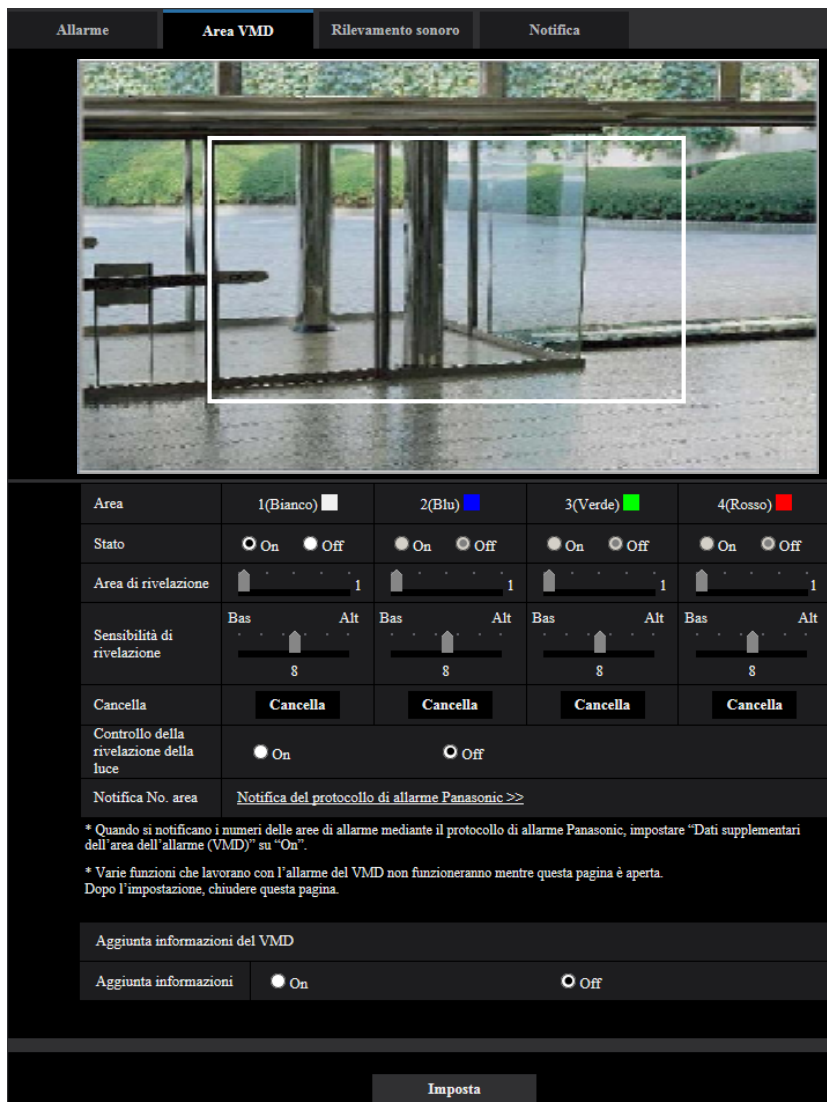 Allarme Area VMD Rilevamento sonoro Notifica
Area 1(Bianco) 2(Blu) 3(Verde) 4(Rosso)
Stato On Off On Off On Off On Off
Area di rivelazione 1 1 1 1
Sensibilità di rivelazione Bas Alt Bas Alt Bas Alt Bas Alt
8 8 8 8
Cancella Cancella Cancella Cancella Cancella
Controllo della
rivelazione della
luce On Off
Notifica No. area Notifica del protocollo di allarme Panasonic >>
* Quando si notificano i numeri delle aree di allarme mediante il protocollo di allarme Panasonic, impostare “Dati supplementari
dell’area dell’allarme (VMD)” su “On”.
* Varie funzioni che lavorano con l’allarme del VMD non funzioneranno mentre questa pagina è aperta.
Dopo l’impostazione, chiudere questa pagina.
Aggiunta informazioni del VMD
Aggiunta informazioni On Off
Imposta